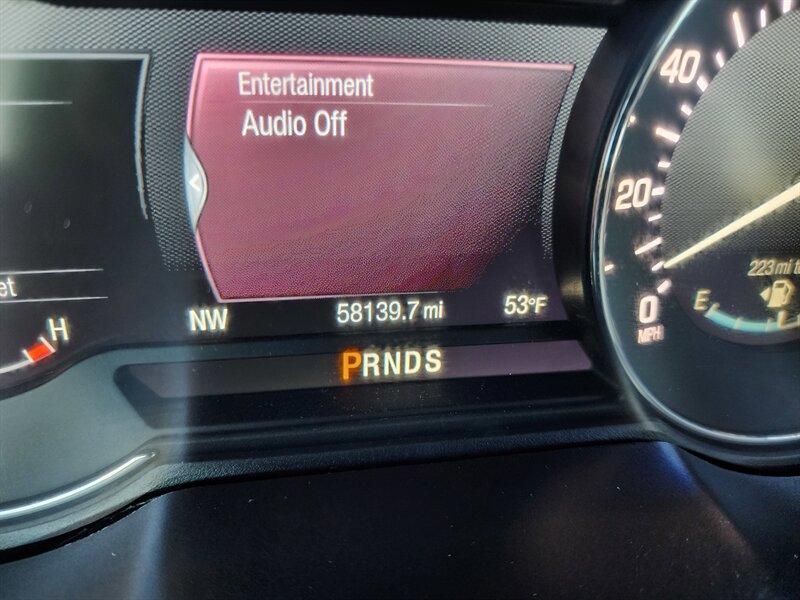 Entertainment
Audio Off
NW
58139.7 mi
53°F
PRNDS
H
40
20
0
MPH
223 mi t
E